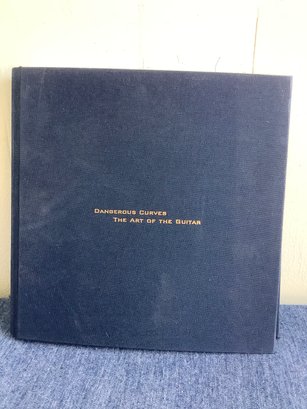 Dangerous Curves
The Art of the Guitar